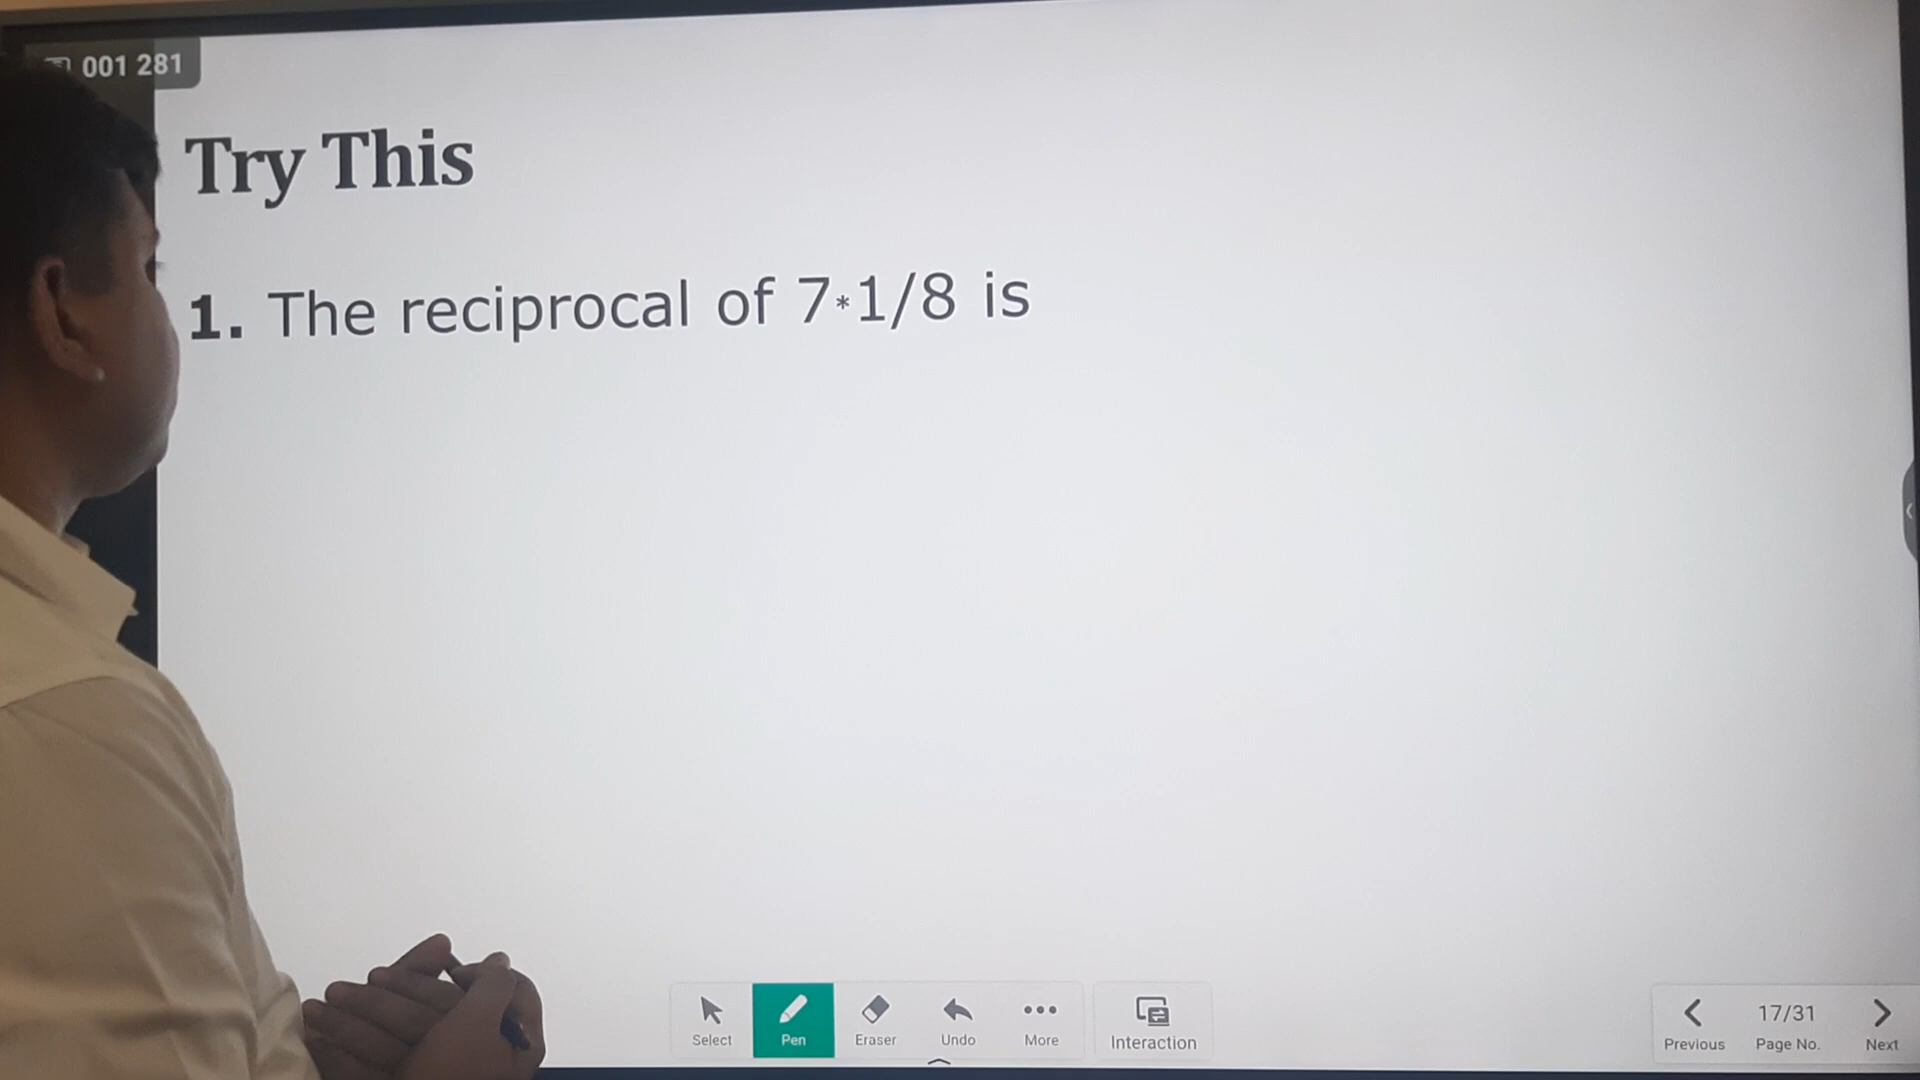 001 281
Try This
1. The reciprocal of 7*1/8 is
Select Pen Eraser Undo More Interaction
Previous 17/31 Page No. Next